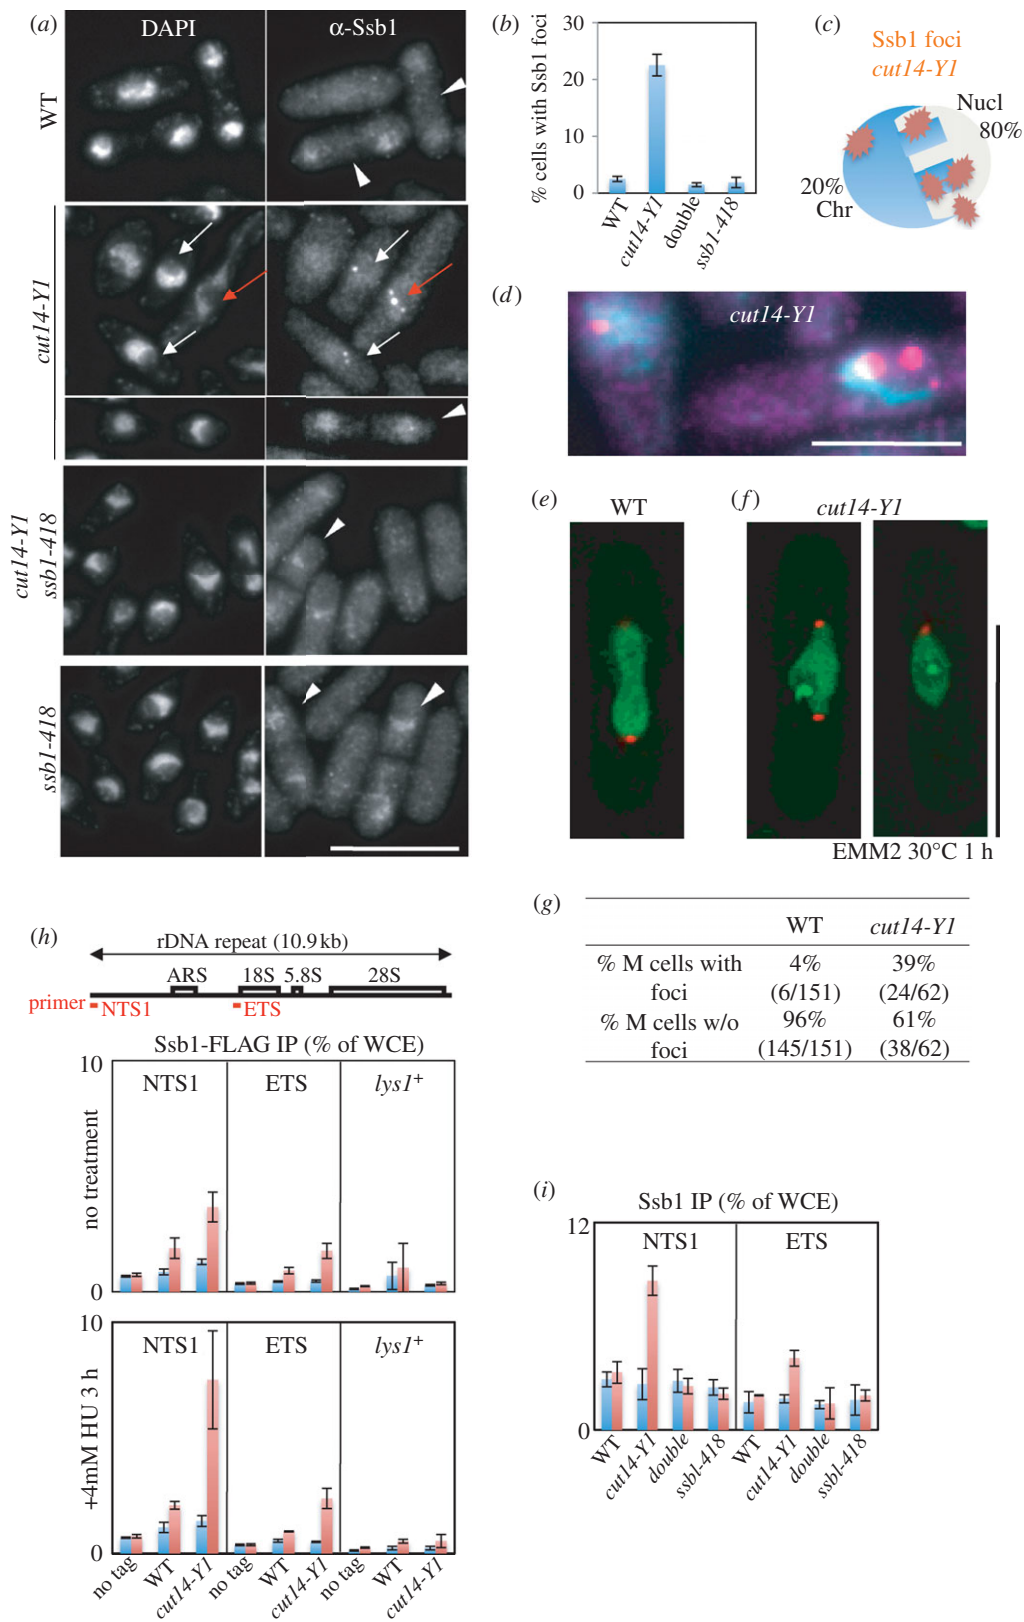 (a)
DAPI
α-Ssb1
WT
cut14-Y1
cut14-Y1
ssb1-418
ssb1-418
(b)
% cells with Ssb1 foci
30
20
10
0
WT
cut14-Y1
double
ssb1-418
(c)
Ssb1 foci
cut14-Y1
Nucl
80%
20%
Chr
(d)
cut14-Y1
(e)
WT
(f)
cut14-Y1
EMM2 30°C 1 h
(g)
WT cut14-Y1
% M cells with foci 4% (6/151) 39% (24/62)
% M cells w/o foci 96% (145/151) 61% (38/62)
(h)
rDNA repeat (10.9 kb)
ARS 18S 5.8S 28S
primer NTS1 ETS
Ssb1-FLAG IP (% of WCE)
no treatment
10
0
NTS1 ETS lys1+
+4mM HU 3 h
10
0
NTS1 ETS lys1+
no tag WT cut14-Y1 no tag WT cut14-Y1 no tag WT cut14-Y1
(i)
Ssb1 IP (% of WCE)
12
0
NTS1 ETS
WT cut14-Y1 double ssb1-418 WT cut14-Y1 double ssb1-418